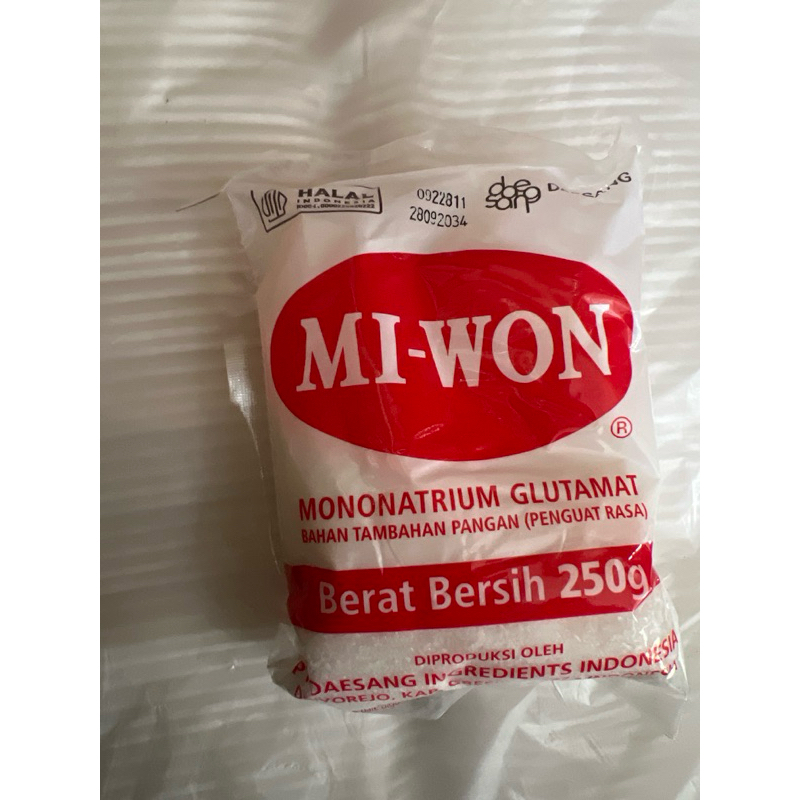 HALAL
INDONESIA
0922811
28092034
daesang
DAESANG
MI-WON
®
MONONATRIUM GLUTAMAT
BAHAN TAMBAHAN PANGAN (PENGUAT RASA)
Berat Bersih 250g
DIPRODUKSI OLEH
DAESANG INGREDIENTS INDONESIA